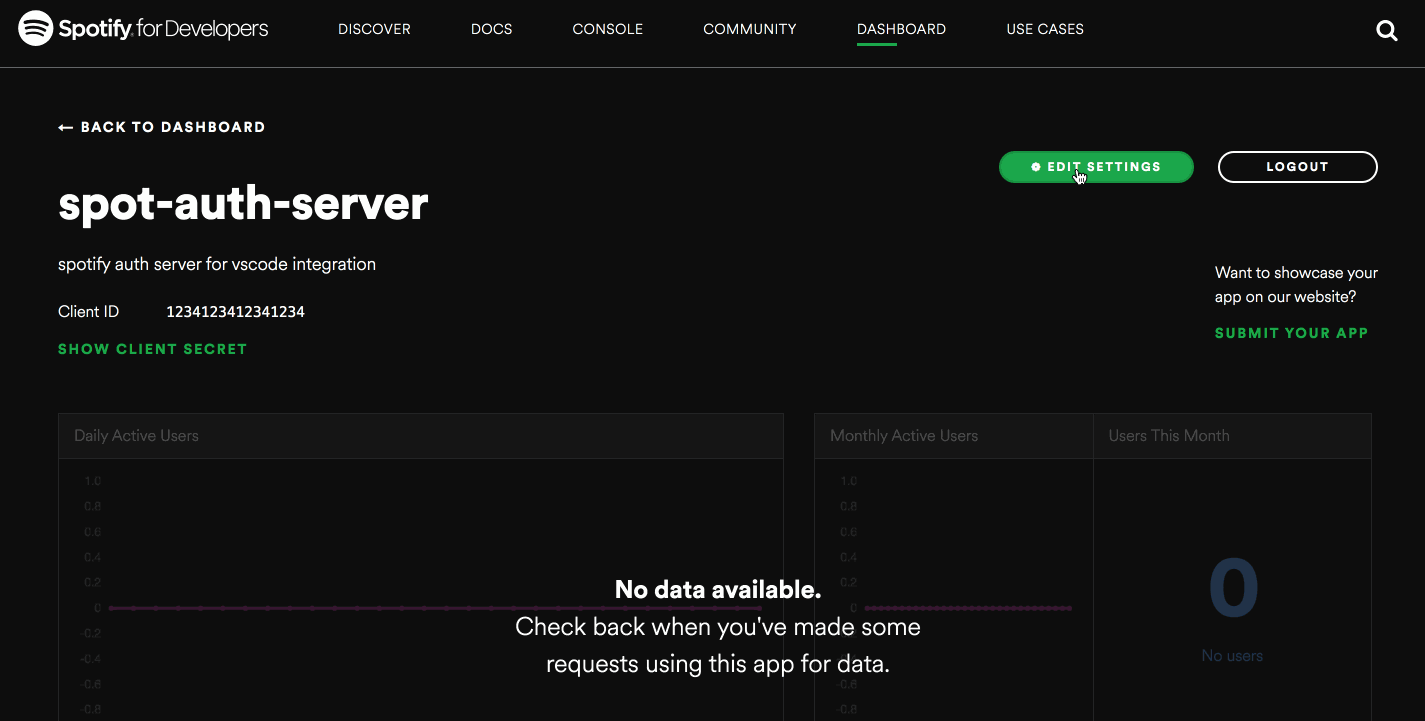 Spotify for Developers
DISCOVER
DOCS
CONSOLE
COMMUNITY
DASHBOARD
USE CASES
← BACK TO DASHBOARD
EDIT SETTINGS
LOGOUT
spot-auth-server
spotify auth server for vscode integration
Want to showcase your
app on our website?
Client ID 1234123412341234
SUBMIT YOUR APP
SHOW CLIENT SECRET
Daily Active Users
1.0
0.8
0.6
0.4
0.2
0
-0.2
-0.4
-0.6
-0.8
Monthly Active Users
1.0
0.8
0.6
0.4
0.2
0
-0.6
-0.8
Users This Month
0
No users
No data available.
Check back when you've made some
requests using this app for data.